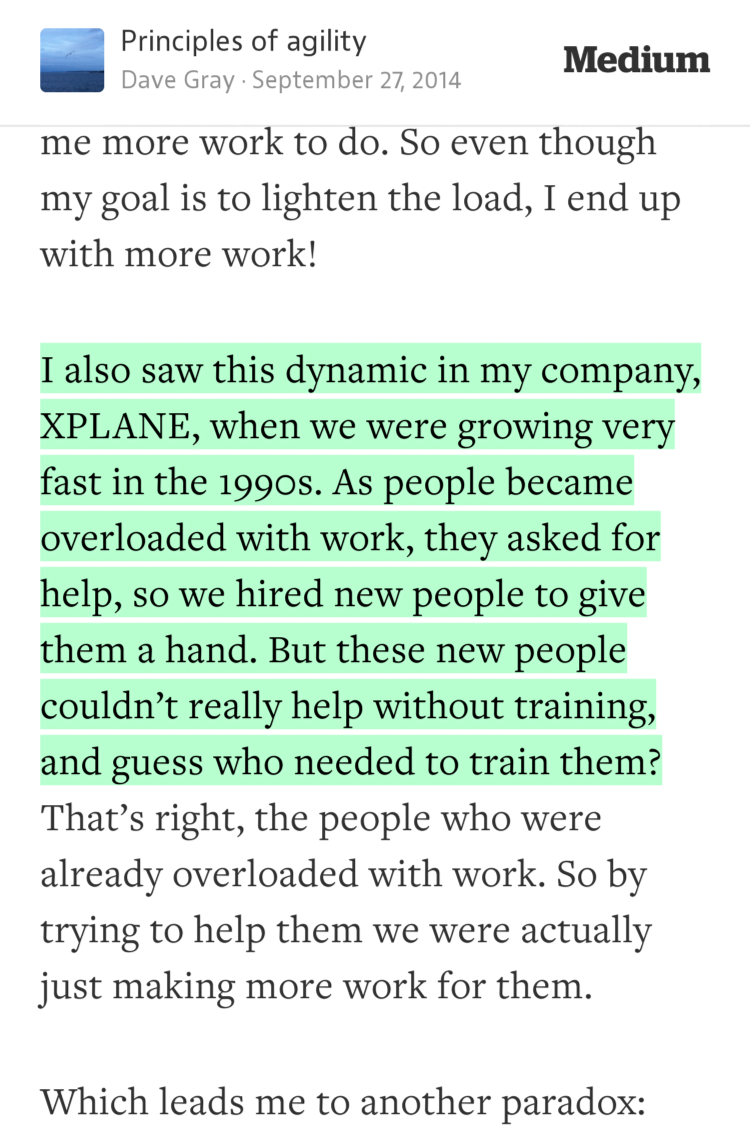 Principles of agility
Dave Gray · September 27, 2014
Medium
me more work to do. So even though
my goal is to lighten the load, I end up
with more work!
I also saw this dynamic in my company,
XPLANE, when we were growing very
fast in the 1990s. As people became
overloaded with work, they asked for
help, so we hired new people to give
them a hand. But these new people
couldn’t really help without training,
and guess who needed to train them?
That’s right, the people who were
already overloaded with work. So by
trying to help them we were actually
just making more work for them.
Which leads me to another paradox: